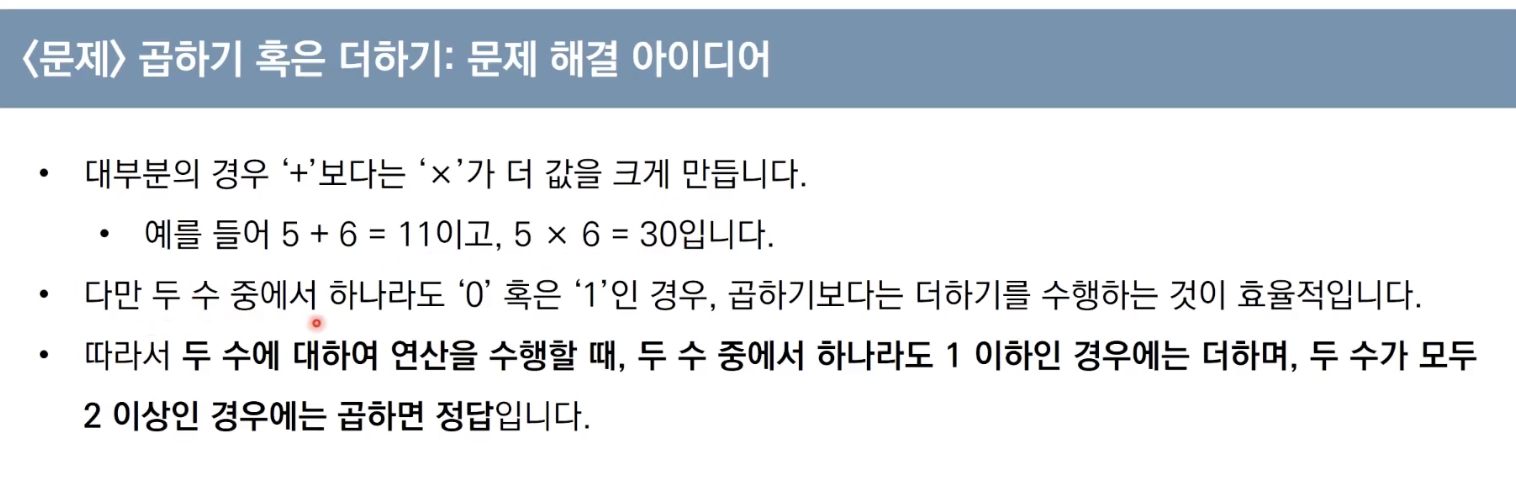 <문제> 곱하기 혹은 더하기: 문제 해결 아이디어
• 대부분의 경우 ‘+’보다는 ‘×’가 더 값을 크게 만듭니다.
• 예를 들어 5 + 6 = 11이고, 5 × 6 = 30입니다.
• 다만 두 수 중에서 하나라도 ‘0’ 혹은 ‘1’인 경우, 곱하기보다는 더하기를 수행하는 것이 효율적입니다.
• 따라서 두 수에 대하여 연산을 수행할 때, 두 수 중에서 하나라도 1 이하인 경우에는 더하며, 두 수가 모두
2 이상인 경우에는 곱하면 정답입니다.